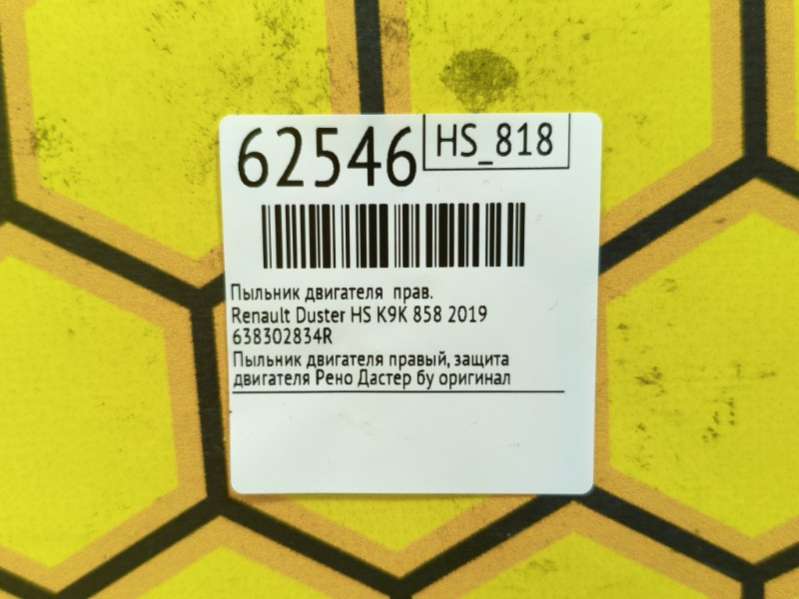 62546
HS_818
Пыльник двигателя прав.
Renault Duster HS K9K 858 2019
638302834R
Пыльник двигателя правый, защита
двигателя Рено Дастер бу оригинал